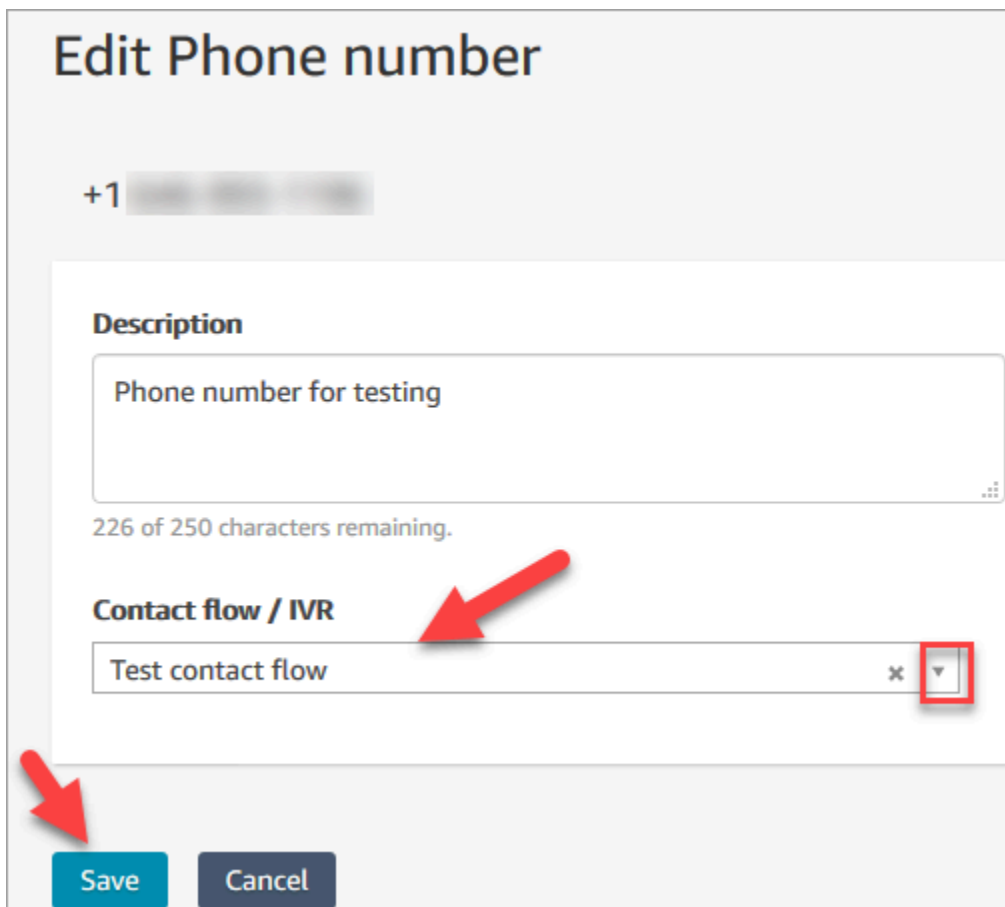 Edit Phone number
+1
Description
Phone number for testing
226 of 250 characters remaining.
Contact flow / IVR
Test contact flow
Save Cancel